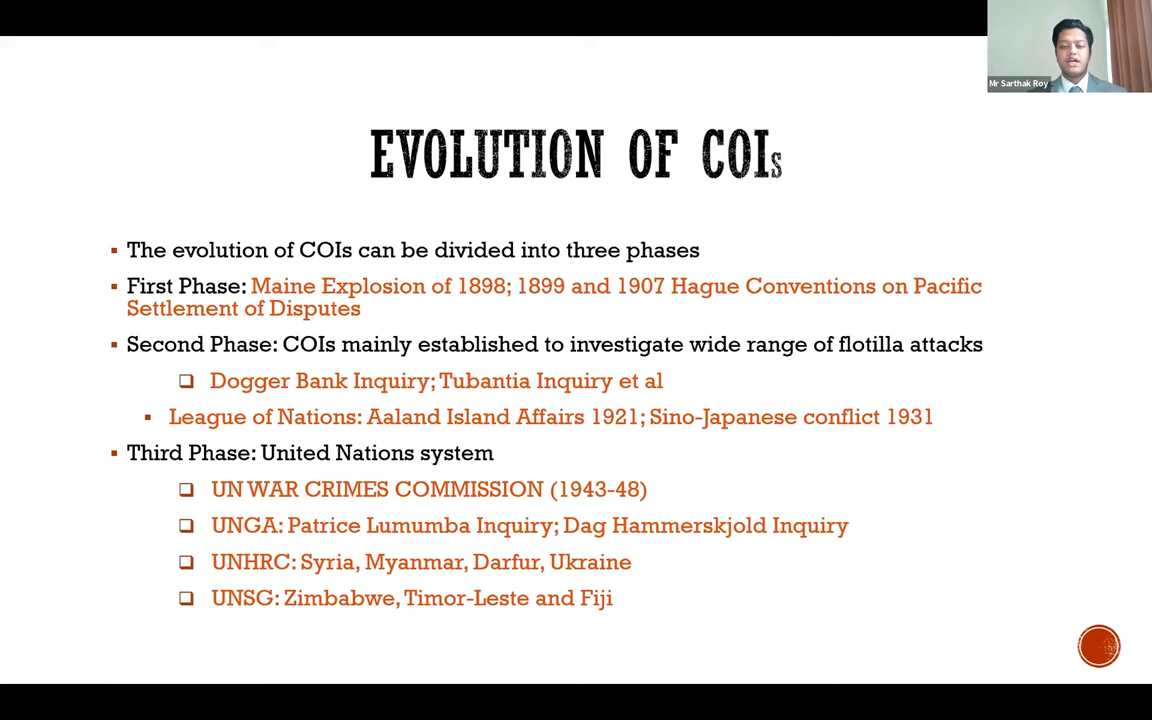 Mr Sarthak Roy
EVOLUTION OF COIs
The evolution of COIs can be divided into three phases
First Phase: Maine Explosion of 1898; 1899 and 1907 Hague Conventions on Pacific
Settlement of Disputes
Second Phase: COIs mainly established to investigate wide range of flotilla attacks
Dogger Bank Inquiry; Tubantia Inquiry et al
League of Nations: Aaland Island Affairs 1921; Sino-Japanese conflict 1931
Third Phase: United Nations system
UN WAR CRIMES COMMISSION (1943-48)
UNGA: Patrice Lumumba Inquiry; Dag Hammerskjold Inquiry
UNHRC: Syria, Myanmar, Darfur, Ukraine
UNSG: Zimbabwe, Timor-Leste and Fiji